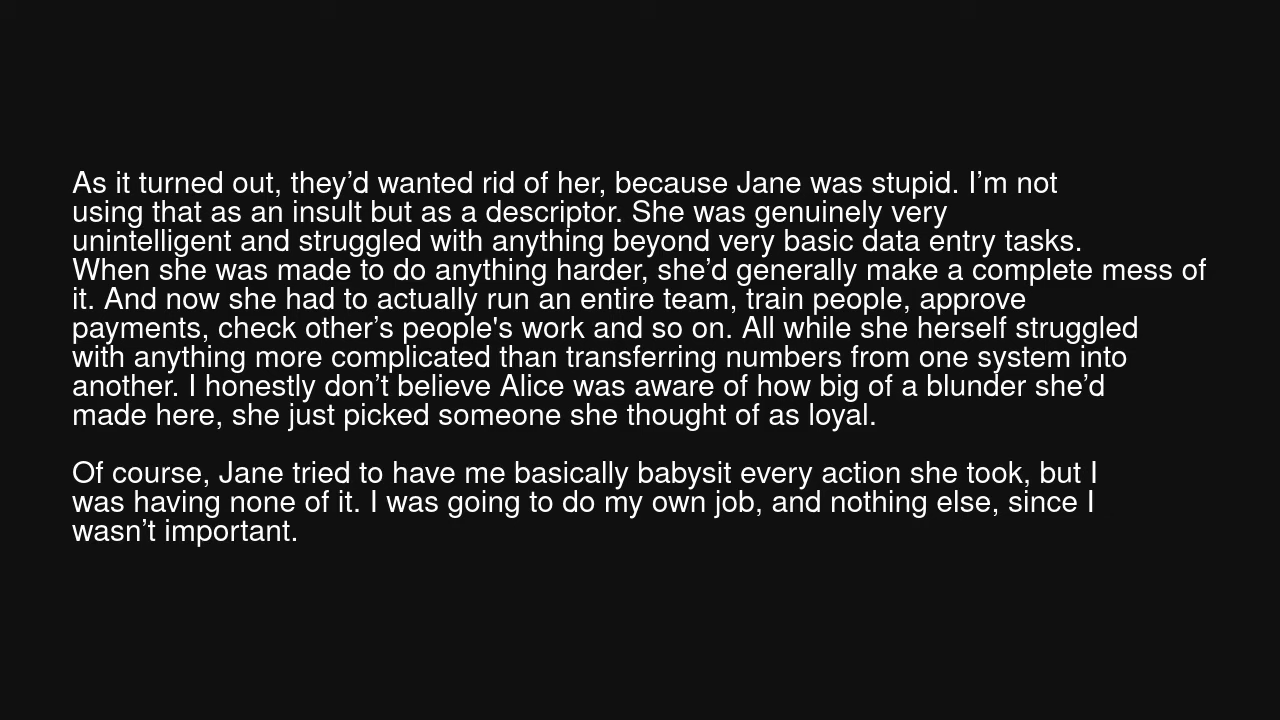 As it turned out, they’d wanted rid of her, because Jane was stupid. I’m not
using that as an insult but as a descriptor. She was genuinely very
unintelligent and struggled with anything beyond very basic data entry tasks.
When she was made to do anything harder, she’d generally make a complete mess of
it. And now she had to actually run an entire team, train people, approve
payments, check other’s people's work and so on. All while she herself struggled
with anything more complicated than transferring numbers from one system into
another. I honestly don’t believe Alice was aware of how big of a blunder she’d
made here, she just picked someone she thought of as loyal.

Of course, Jane tried to have me basically babysit every action she took, but I
was having none of it. I was going to do my own job, and nothing else, since I
wasn’t important.